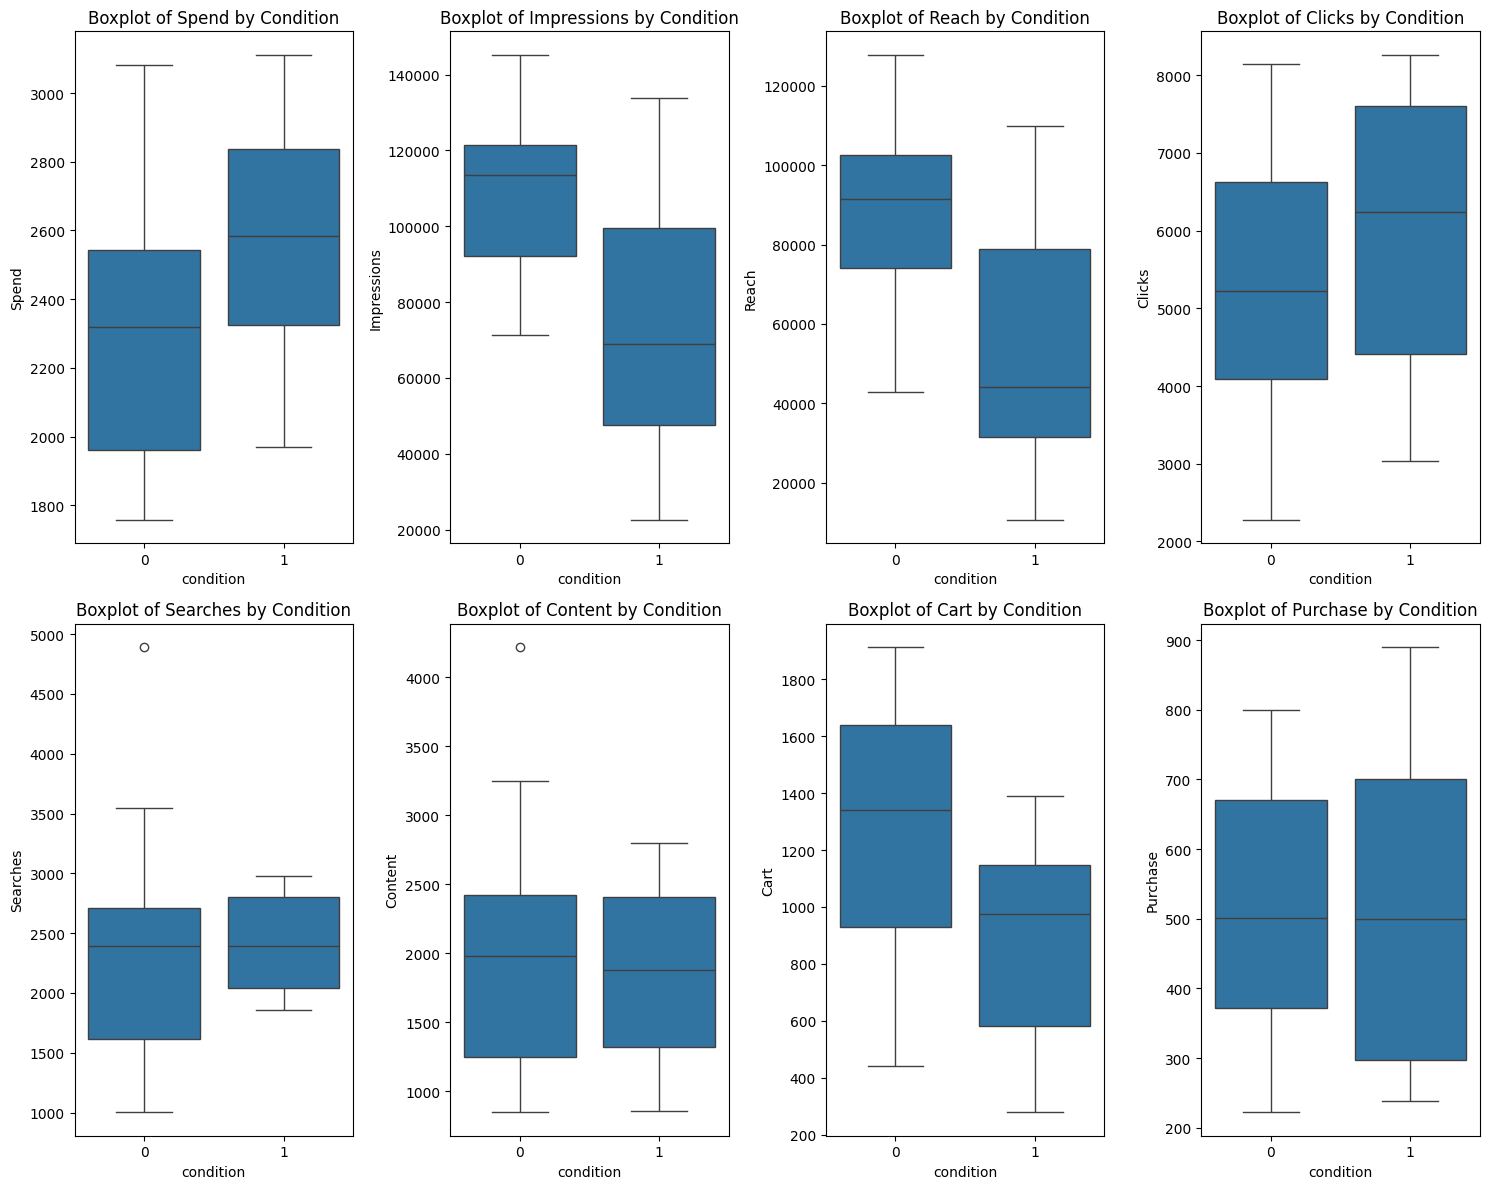 Boxplot of Spend by Condition
Spend
3000
2800
2600
2400
2200
2000
1800
0 1
condition
Boxplot of Impressions by Condition
Impressions
140000
120000
100000
80000
60000
40000
20000
0 1
condition
Boxplot of Reach by Condition
Reach
120000
100000
80000
60000
40000
20000
0 1
condition
Boxplot of Clicks by Condition
Clicks
8000
7000
6000
5000
4000
3000
2000
0 1
condition
Boxplot of Searches by Condition
Searches
5000
4500
4000
3500
3000
2500
2000
1500
1000
0 1
condition
Boxplot of Content by Condition
Content
4000
3500
3000
2500
2000
1500
1000
0 1
condition
Boxplot of Cart by Condition
Cart
1800
1600
1400
1200
1000
800
600
400
200
0 1
condition
Boxplot of Purchase by Condition
Purchase
900
800
700
600
500
400
300
200
0 1
condition